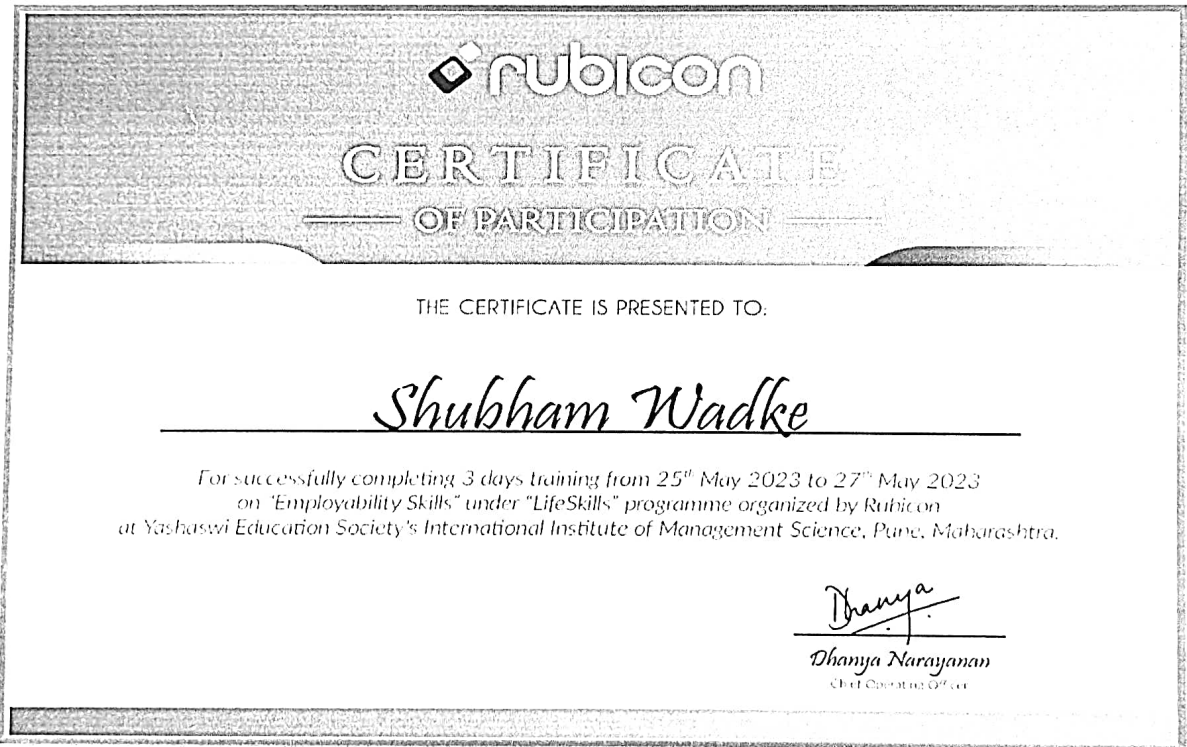 rubicon
CERTIFICATE
OF PARTICIPATION
THE CERTIFICATE IS PRESENTED TO:
Shubham Wadke
For successfully completing 3 days training from 25th May 2023 to 27th May 2023
on "Employability Skills" under "LifeSkills" programme organized by Rubicon
at Yashaswi Education Society's International Institute of Management Science, Pune, Maharashtra.
Dhanya
Dhanya Narayanan
Chief Operating Officer